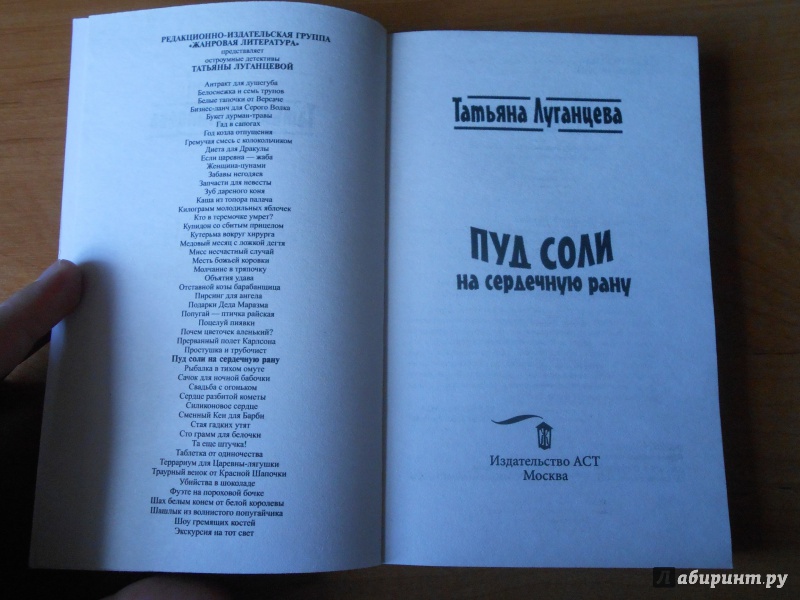 РЕДАКЦИОННО-ИЗДАТЕЛЬСКАЯ ГРУППА
«ЖАНРОВАЯ ЛИТЕРАТУРА»
представляет
остроумные детективы
ТАТЬЯНЫ ЛУГАНЦЕВОЙ
Антракт для душегуба
Белоснежка и семь трупов
Белые тапочки от Версаче
Бизнес-ланч для Серого Волка
Букет дурман-травы
Гад в сапогах
Год козла отпущения
Гремучая смесь с колокольчиком
Диета для Дракулы
Если царевна — жаба
Женщина-цунами
Забавы негодяев
Запчасти для невесты
Зуб дареного коня
Каша из топора палача
Килограмм молодильных яблочек
Кто в теремочке умрет?
Купидон со сбитым прицелом
Кутерьма вокруг хирурга
Медовый месяц с ложкой дегтя
Мисс несчастный случай
Месть божьей коровки
Молчание в тряпочку
Объятия удава
Отставной козы барабанщица
Пирсинг для ангела
Подарки Деда Маразма
Попугай — птичка райская
Поцелуй пиявки
Почем цветочек аленький?
Прерванный полет Карлсона
Простушка и трубочист
Пуд соли на сердечную рану
Рыбалка в тихом омуте
Сачок для ночной бабочки
Свадьба с огоньком
Сердце разбитой кометы
Силиконовое сердце
Сменный Кен для Барби
Стая гадких утят
Сто грамм для белочки
Та еще штучка!
Таблетка от одиночества
Террариум для Царевны-лягушки
Траурный венок от Красной Шапочки
Убийства в шоколаде
Фуэте на пороховой бочке
Шах белым конем от белой королевы
Шашлык из волнистого попугайчика
Шоу гремящих костей
Экскурсия на тот свет
Татьяна Луганцева
ПУД СОЛИ
на сердечную рану
Издательство АСТ
Москва
Лабиринт.ру